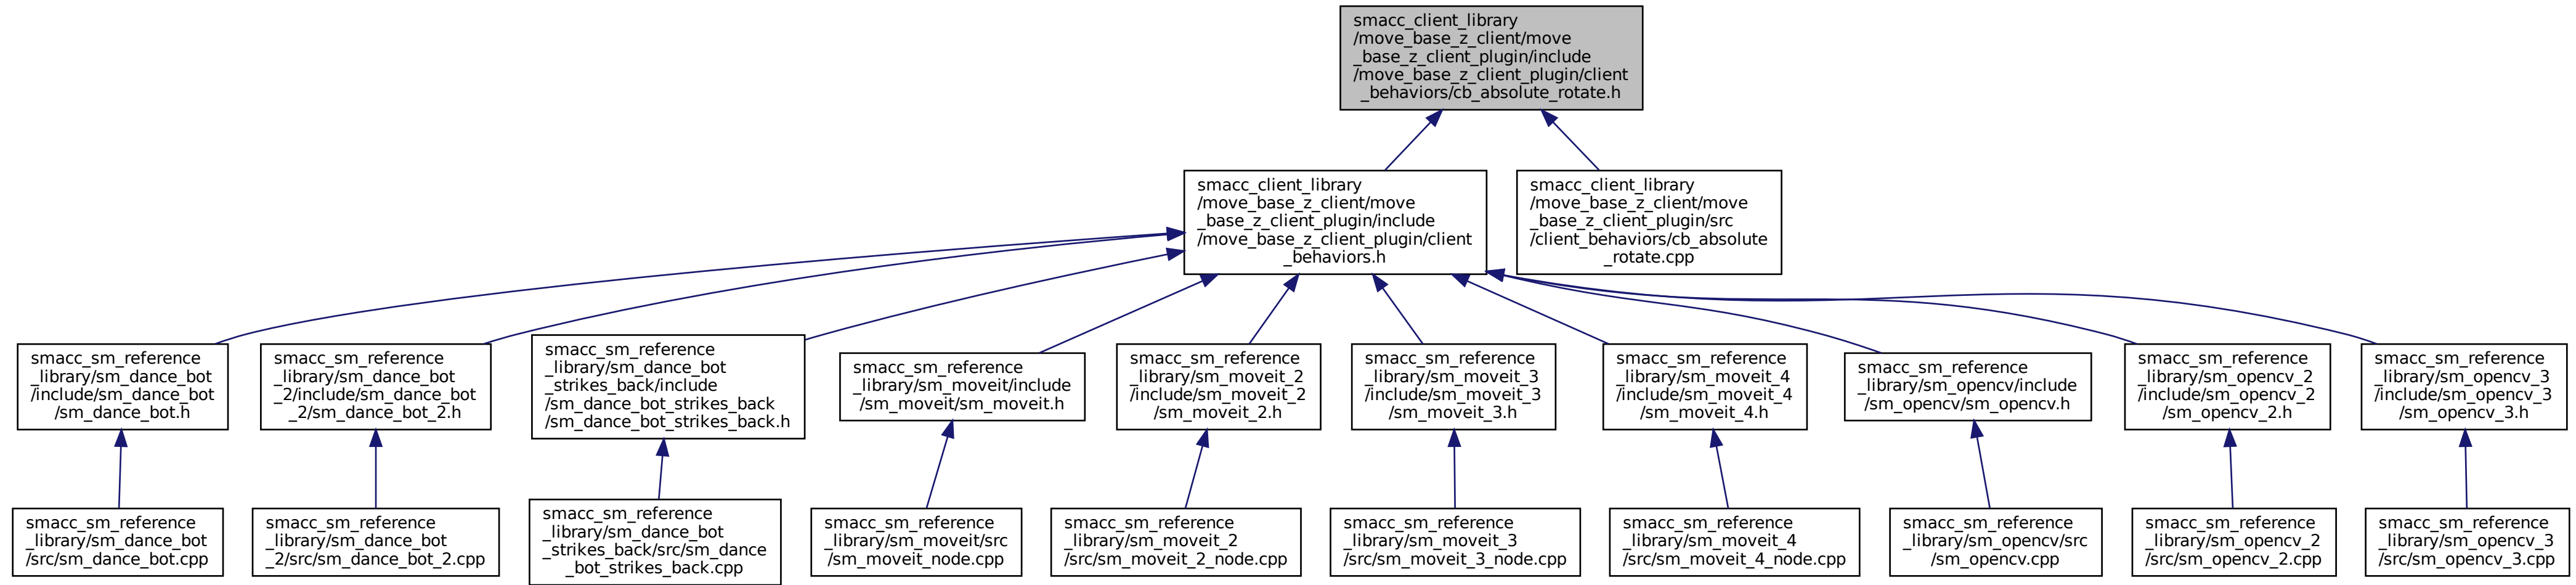 smacc_client_library
/move_base_z_client/move
_base_z_client_plugin/include
/move_base_z_client_plugin/client
_behaviors/cb_absolute_rotate.h
smacc_client_library
/move_base_z_client/move
_base_z_client_plugin/include
/move_base_z_client_plugin/client
_behaviors.h
smacc_client_library
/move_base_z_client/move
_base_z_client_plugin/src
/client_behaviors/cb_absolute
_rotate.cpp
smacc_sm_reference
_library/sm_dance_bot
/include/sm_dance_bot
/sm_dance_bot.h
smacc_sm_reference
_library/sm_dance_bot
_2/include/sm_dance_bot
_2/sm_dance_bot_2.h
smacc_sm_reference
_library/sm_dance_bot
_strikes_back/include
/sm_dance_bot_strikes_back
/sm_dance_bot_strikes_back.h
smacc_sm_reference
_library/sm_moveit/include
/sm_moveit/sm_moveit.h
smacc_sm_reference
_library/sm_moveit_2
/include/sm_moveit_2
/sm_moveit_2.h
smacc_sm_reference
_library/sm_moveit_3
/include/sm_moveit_3
/sm_moveit_3.h
smacc_sm_reference
_library/sm_moveit_4
/include/sm_moveit_4
/sm_moveit_4.h
smacc_sm_reference
_library/sm_opencv/include
/sm_opencv/sm_opencv.h
smacc_sm_reference
_library/sm_opencv_2
/include/sm_opencv_2
/sm_opencv_2.h
smacc_sm_reference
_library/sm_opencv_3
/include/sm_opencv_3
/sm_opencv_3.h
smacc_sm_reference
_library/sm_dance_bot
/src/sm_dance_bot.cpp
smacc_sm_reference
_library/sm_dance_bot
_2/src/sm_dance_bot_2.cpp
smacc_sm_reference
_library/sm_dance_bot
_strikes_back/src/sm_dance
_bot_strikes_back.cpp
smacc_sm_reference
_library/sm_moveit/src
/sm_moveit_node.cpp
smacc_sm_reference
_library/sm_moveit_2
/src/sm_moveit_2_node.cpp
smacc_sm_reference
_library/sm_moveit_3
/src/sm_moveit_3_node.cpp
smacc_sm_reference
_library/sm_moveit_4
/src/sm_moveit_4_node.cpp
smacc_sm_reference
_library/sm_opencv/src
/sm_opencv.cpp
smacc_sm_reference
_library/sm_opencv_2
/src/sm_opencv_2.cpp
smacc_sm_reference
_library/sm_opencv_3
/src/sm_opencv_3.cpp